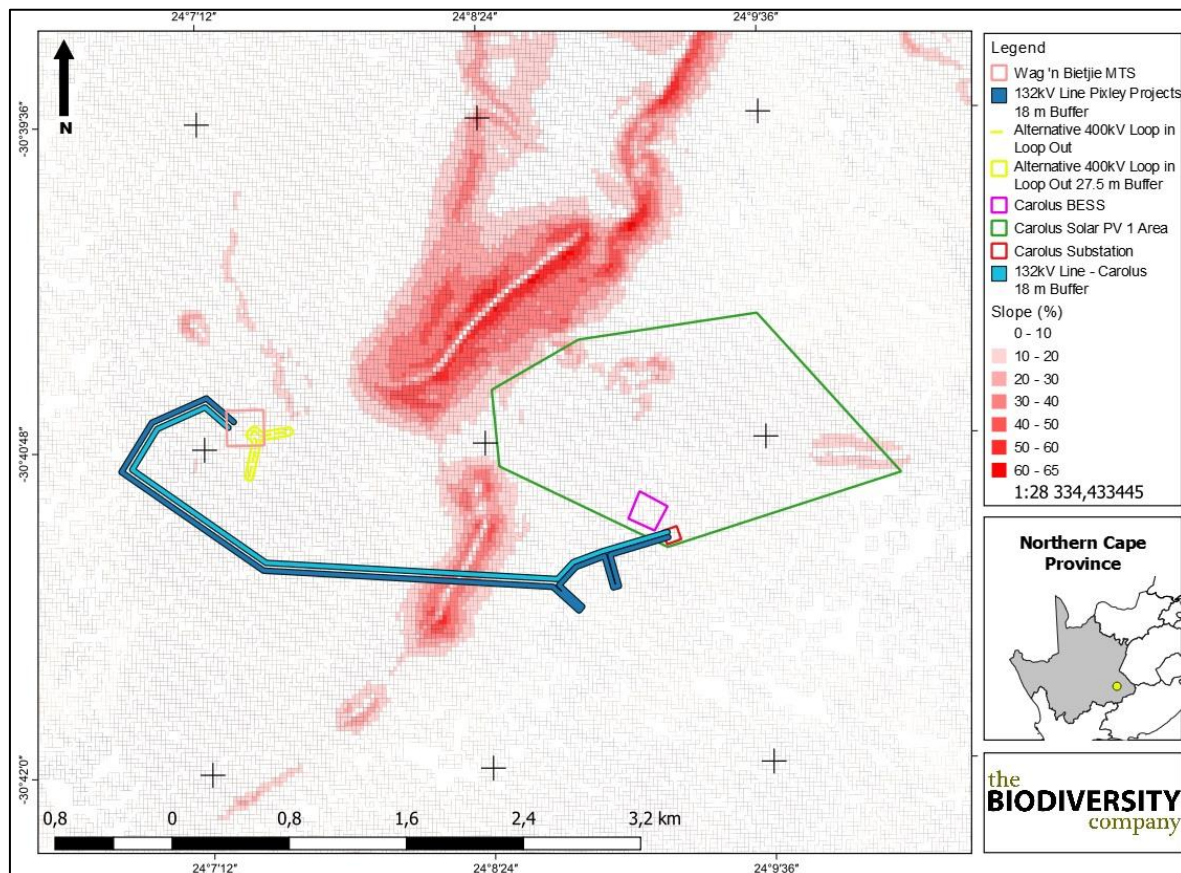 24°7'12"
24°8'24"
24°9'36"
-30°39'36"
-30°40'48"
-30°42'0"
N
0,8
0
0,8
1,6
2,4
3,2 km
24°7'12"
24°8'24"
24°9'36"
Legend
Wag 'n Bietjie MTS
132kV Line Pixley Projects
18 m Buffer
Alternative 400kV Loop in
Loop Out
Alternative 400kV Loop in
Loop Out 27.5 m Buffer
Carolus BESS
Carolus Solar PV 1 Area
Carolus Substation
132kV Line - Carolus
18 m Buffer
Slope (%)
0 - 10
10 - 20
20 - 30
30 - 40
40 - 50
50 - 60
60 - 65
1:28 334,433445
Northern Cape
Province
the
BIODIVERSITY
company